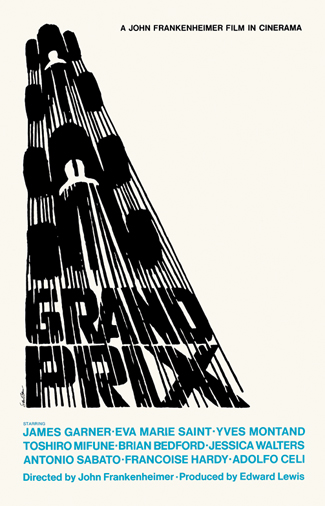 A JOHN FRANKENHEIMER FILM IN CINERAMA
GRAND
PRIX
STARRING
JAMES GARNER·EVA MARIE SAINT·YVES MONTAND
TOSHIRO MIFUNE·BRIAN BEDFORD·JESSICA WALTERS
ANTONIO SABATO·FRANCOISE HARDY·ADOLFO CELI
Directed by John Frankenheimer·Produced by Edward Lewis